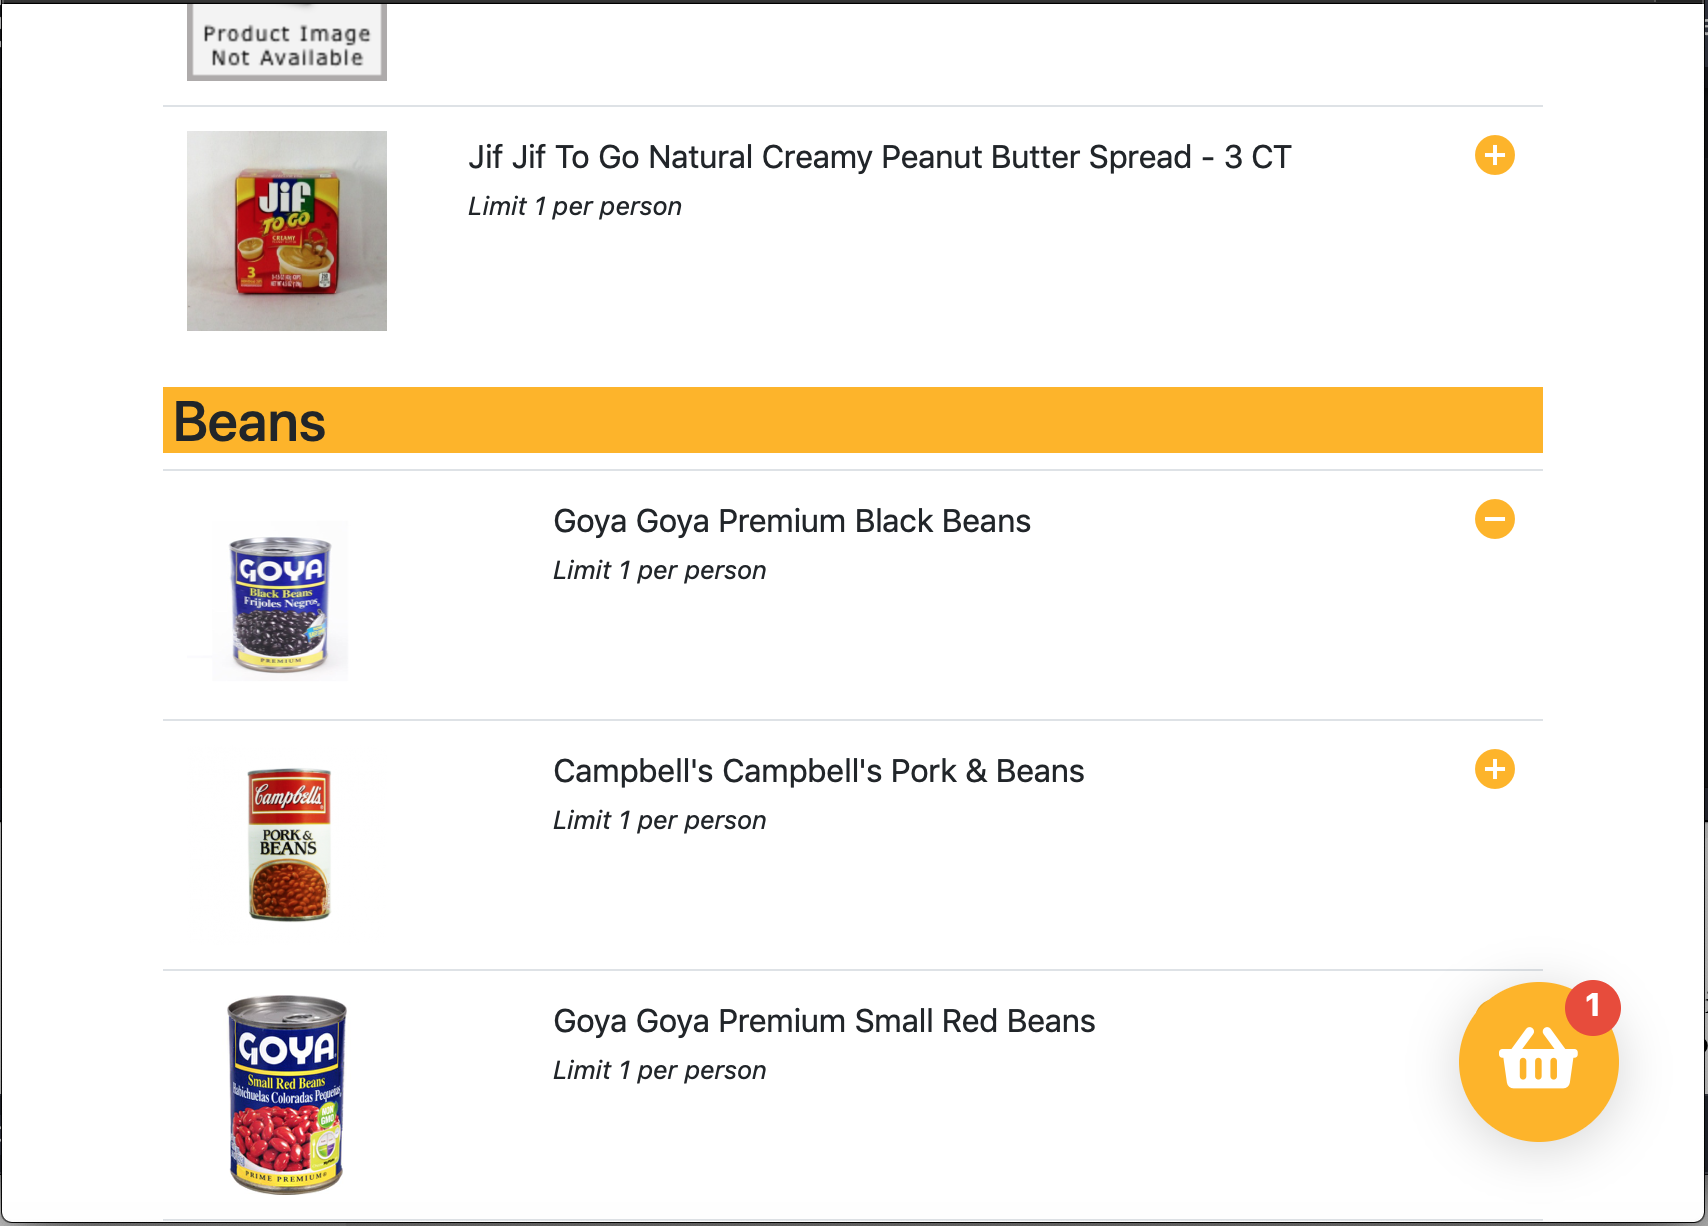 Product Image
Not Available
Jif Jif To Go Natural Creamy Peanut Butter Spread - 3 CT
Limit 1 per person
Jif
TO GO
CREAMY
3
Beans
Goya Goya Premium Black Beans
Limit 1 per person
GOYA
Black Beans
Frijoles Negros
PREMIUM
Campbell's Campbell's Pork & Beans
Limit 1 per person
Campbell's
PORK &
BEANS
Goya Goya Premium Small Red Beans
Limit 1 per person
1
GOYA
Small Red Beans
Habichuelas Coloradas Pequeñas
NON
GMO
PRIME PREMIUM®